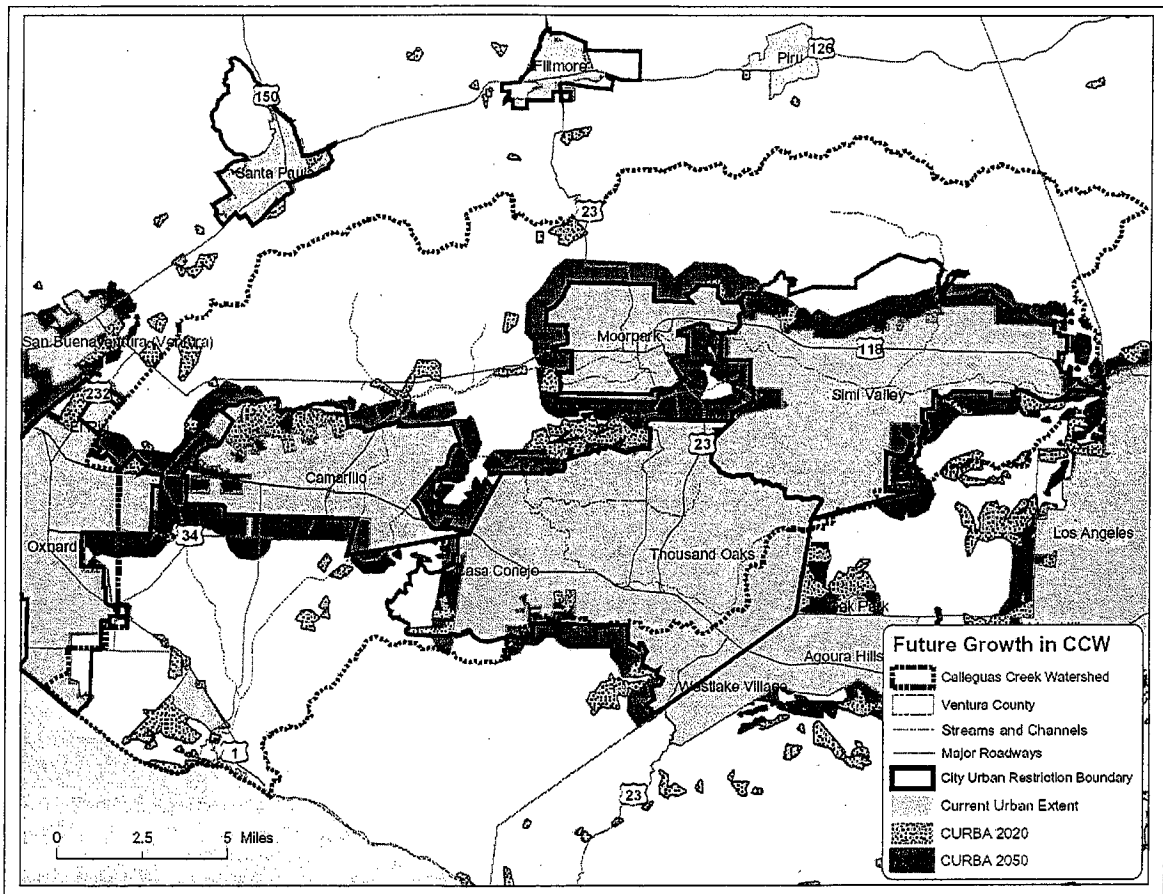 126
Fillmore
Piru
150
Santa Paula
23
San Buenaventura (Ventura)
Moorpark
118
232
El Rio
Simi Valley
23
Camarillo
34
Oxnard
Los Angeles
Thousand Oaks
Casa Conejo
Oak Park
Agoura Hills
Westlake Village
1
23
0 2.5 5 Miles
Future Growth in CCW
Calleguas Creek Watershed
Ventura County
Streams and Channels
Major Roadways
City Urban Restriction Boundary
Current Urban Extent
CURBA 2020
CURBA 2050